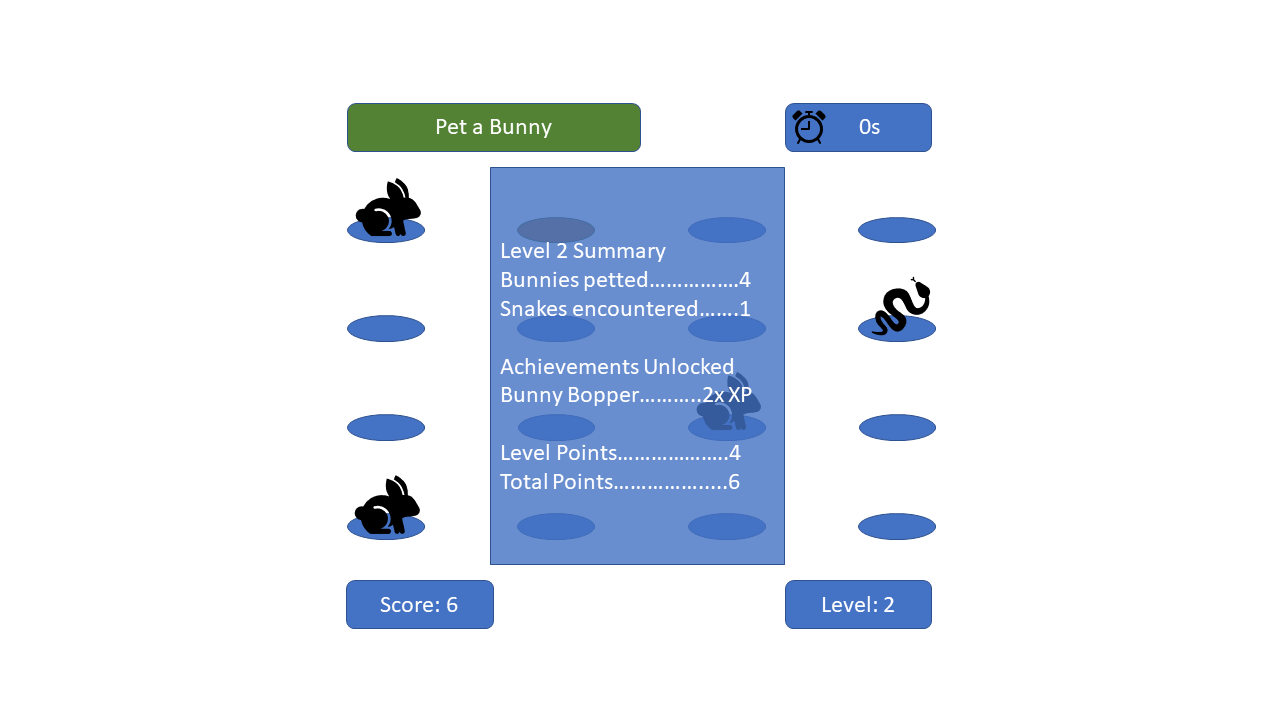 Pet a Bunny
0s
Level 2 Summary
Bunnies petted…………….4
Snakes encountered…….1
Achievements Unlocked
Bunny Bopper………..2x XP
Level Points………………..4
Total Points…………….....6
Score: 6
Level: 2